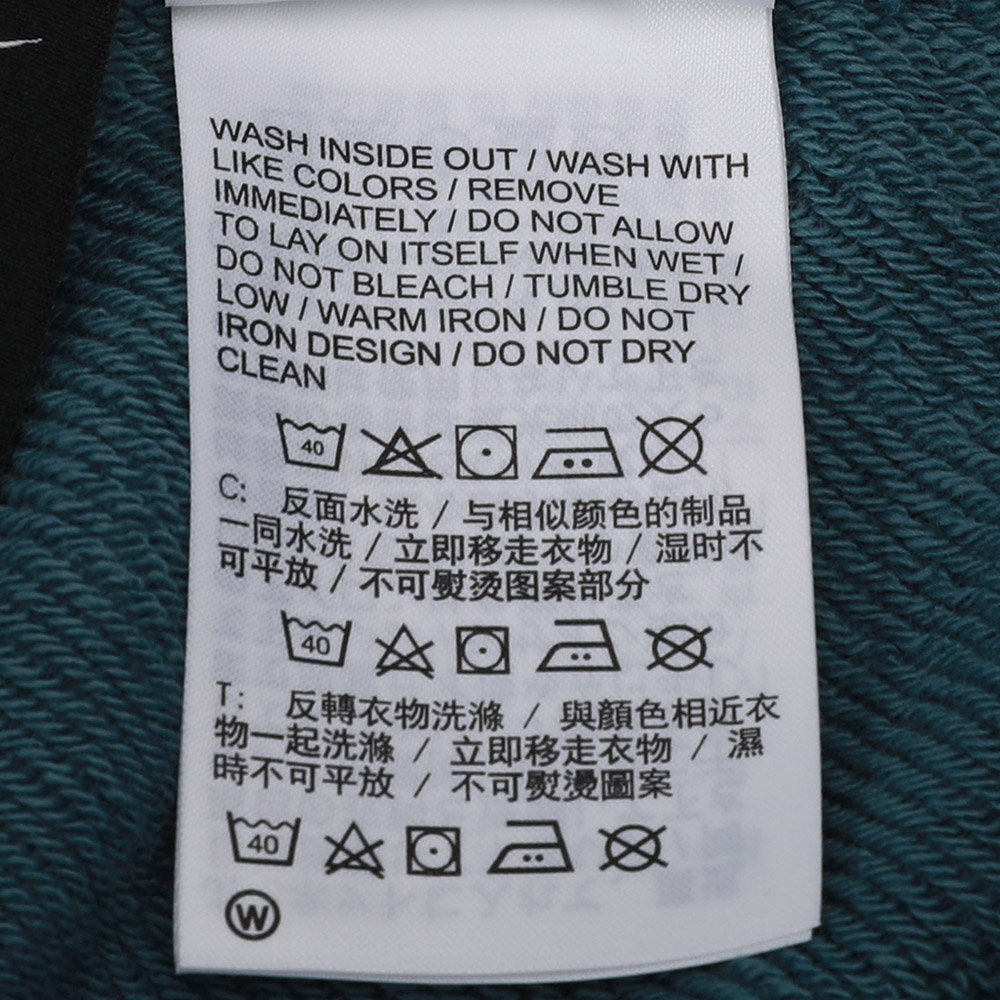 WASH INSIDE OUT / WASH WITH
LIKE COLORS / REMOVE
IMMEDIATELY / DO NOT ALLOW
TO LAY ON ITSELF WHEN WET /
DO NOT BLEACH / TUMBLE DRY
LOW / WARM IRON / DO NOT
IRON DESIGN / DO NOT DRY
CLEAN
40
C: 反面水洗 / 与相似颜色的制品
一同水洗 / 立即移走衣物 / 湿时不
可平放 / 不可熨烫图案部分
40
T: 反轉衣物洗滌 / 與顏色相近衣
物一起洗滌 / 立即移走衣物 / 濕
時不可平放 / 不可熨燙圖案
40
W